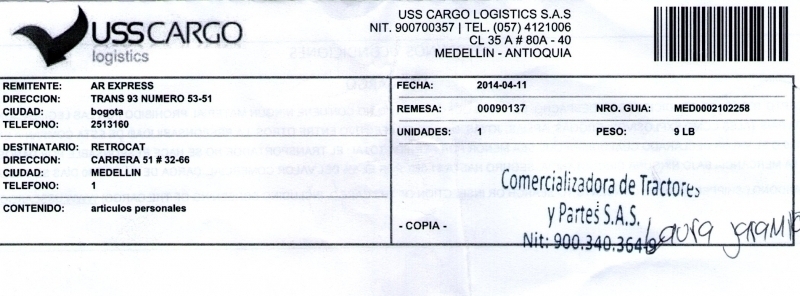 USSCARGO
logistics
USS CARGO LOGISTICS S.A.S
NIT. 900700357 | TEL. (057) 4121006
CL 35 A # 80A - 40
MEDELLIN - ANTIOQUIA
REMITENTE: AR EXPRESS
DIRECCION: TRANS 93 NUMERO 53-51
CIUDAD: bogota
TELEFONO: 2513160
FECHA: 2014-04-11
REMESA: 00090137 NRO. GUIA: MED0002102258
UNIDADES: 1 PESO: 9 LB
DESTINATARIO: RETROCAT
DIRECCION: CARRERA 51 # 32-66
CIUDAD: MEDELLIN
TELEFONO: 1
CONTENIDO: articulos personales
- COPIA -
Comercializadora de Tractores
y Partes S.A.S.
Nit: 900.340.364-9
Laura